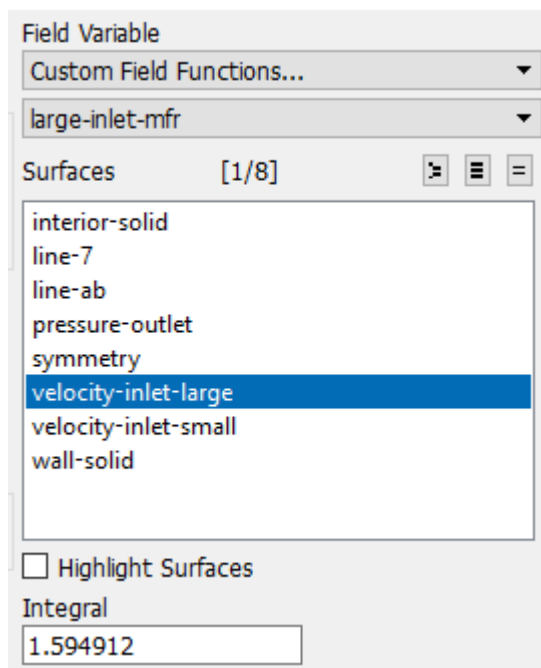 Field Variable
Custom Field Functions...
large-inlet-mfr
Surfaces [1/8]
interior-solid
line-7
line-ab
pressure-outlet
symmetry
velocity-inlet-large
velocity-inlet-small
wall-solid
Highlight Surfaces
Integral
1.594912